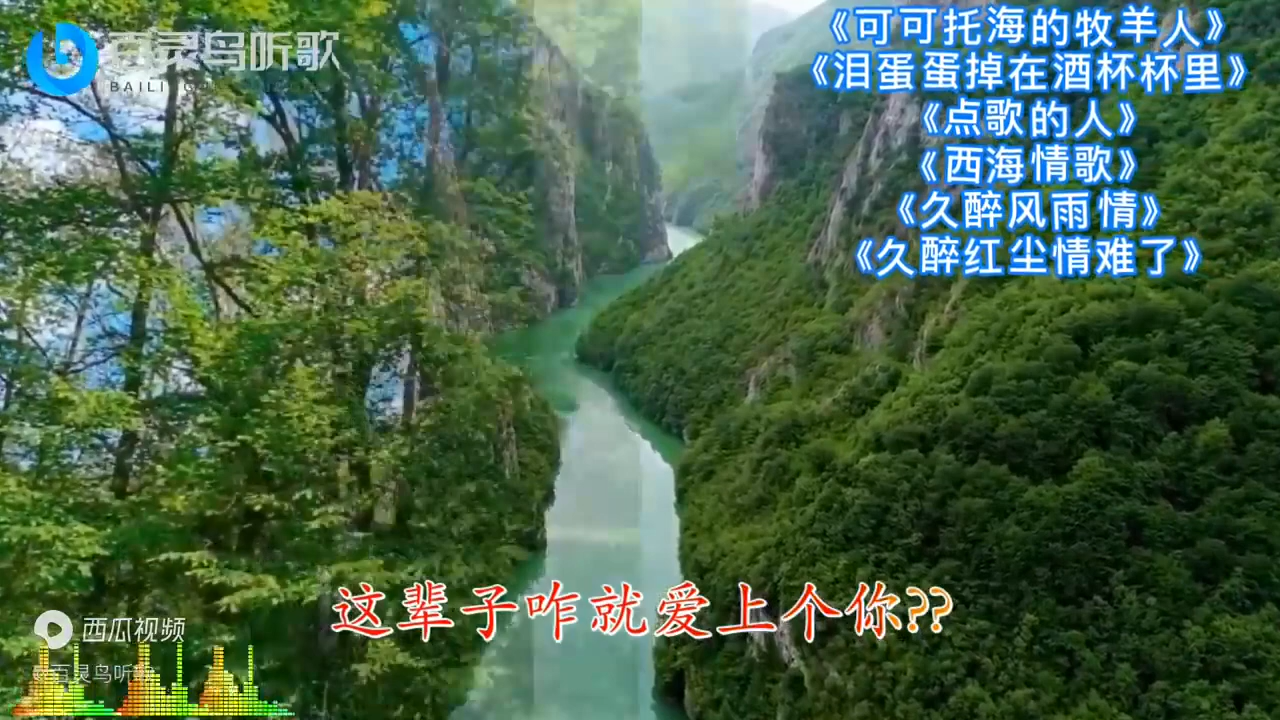 百灵鸟听歌
《可可托海的牧羊人》
《泪蛋蛋掉在酒杯杯里》
《点歌的人》
《西海情歌》
《久醉风雨情》
《久醉红尘情难了》
这辈子咋就爱上个你??
西瓜视频
@百灵鸟听歌